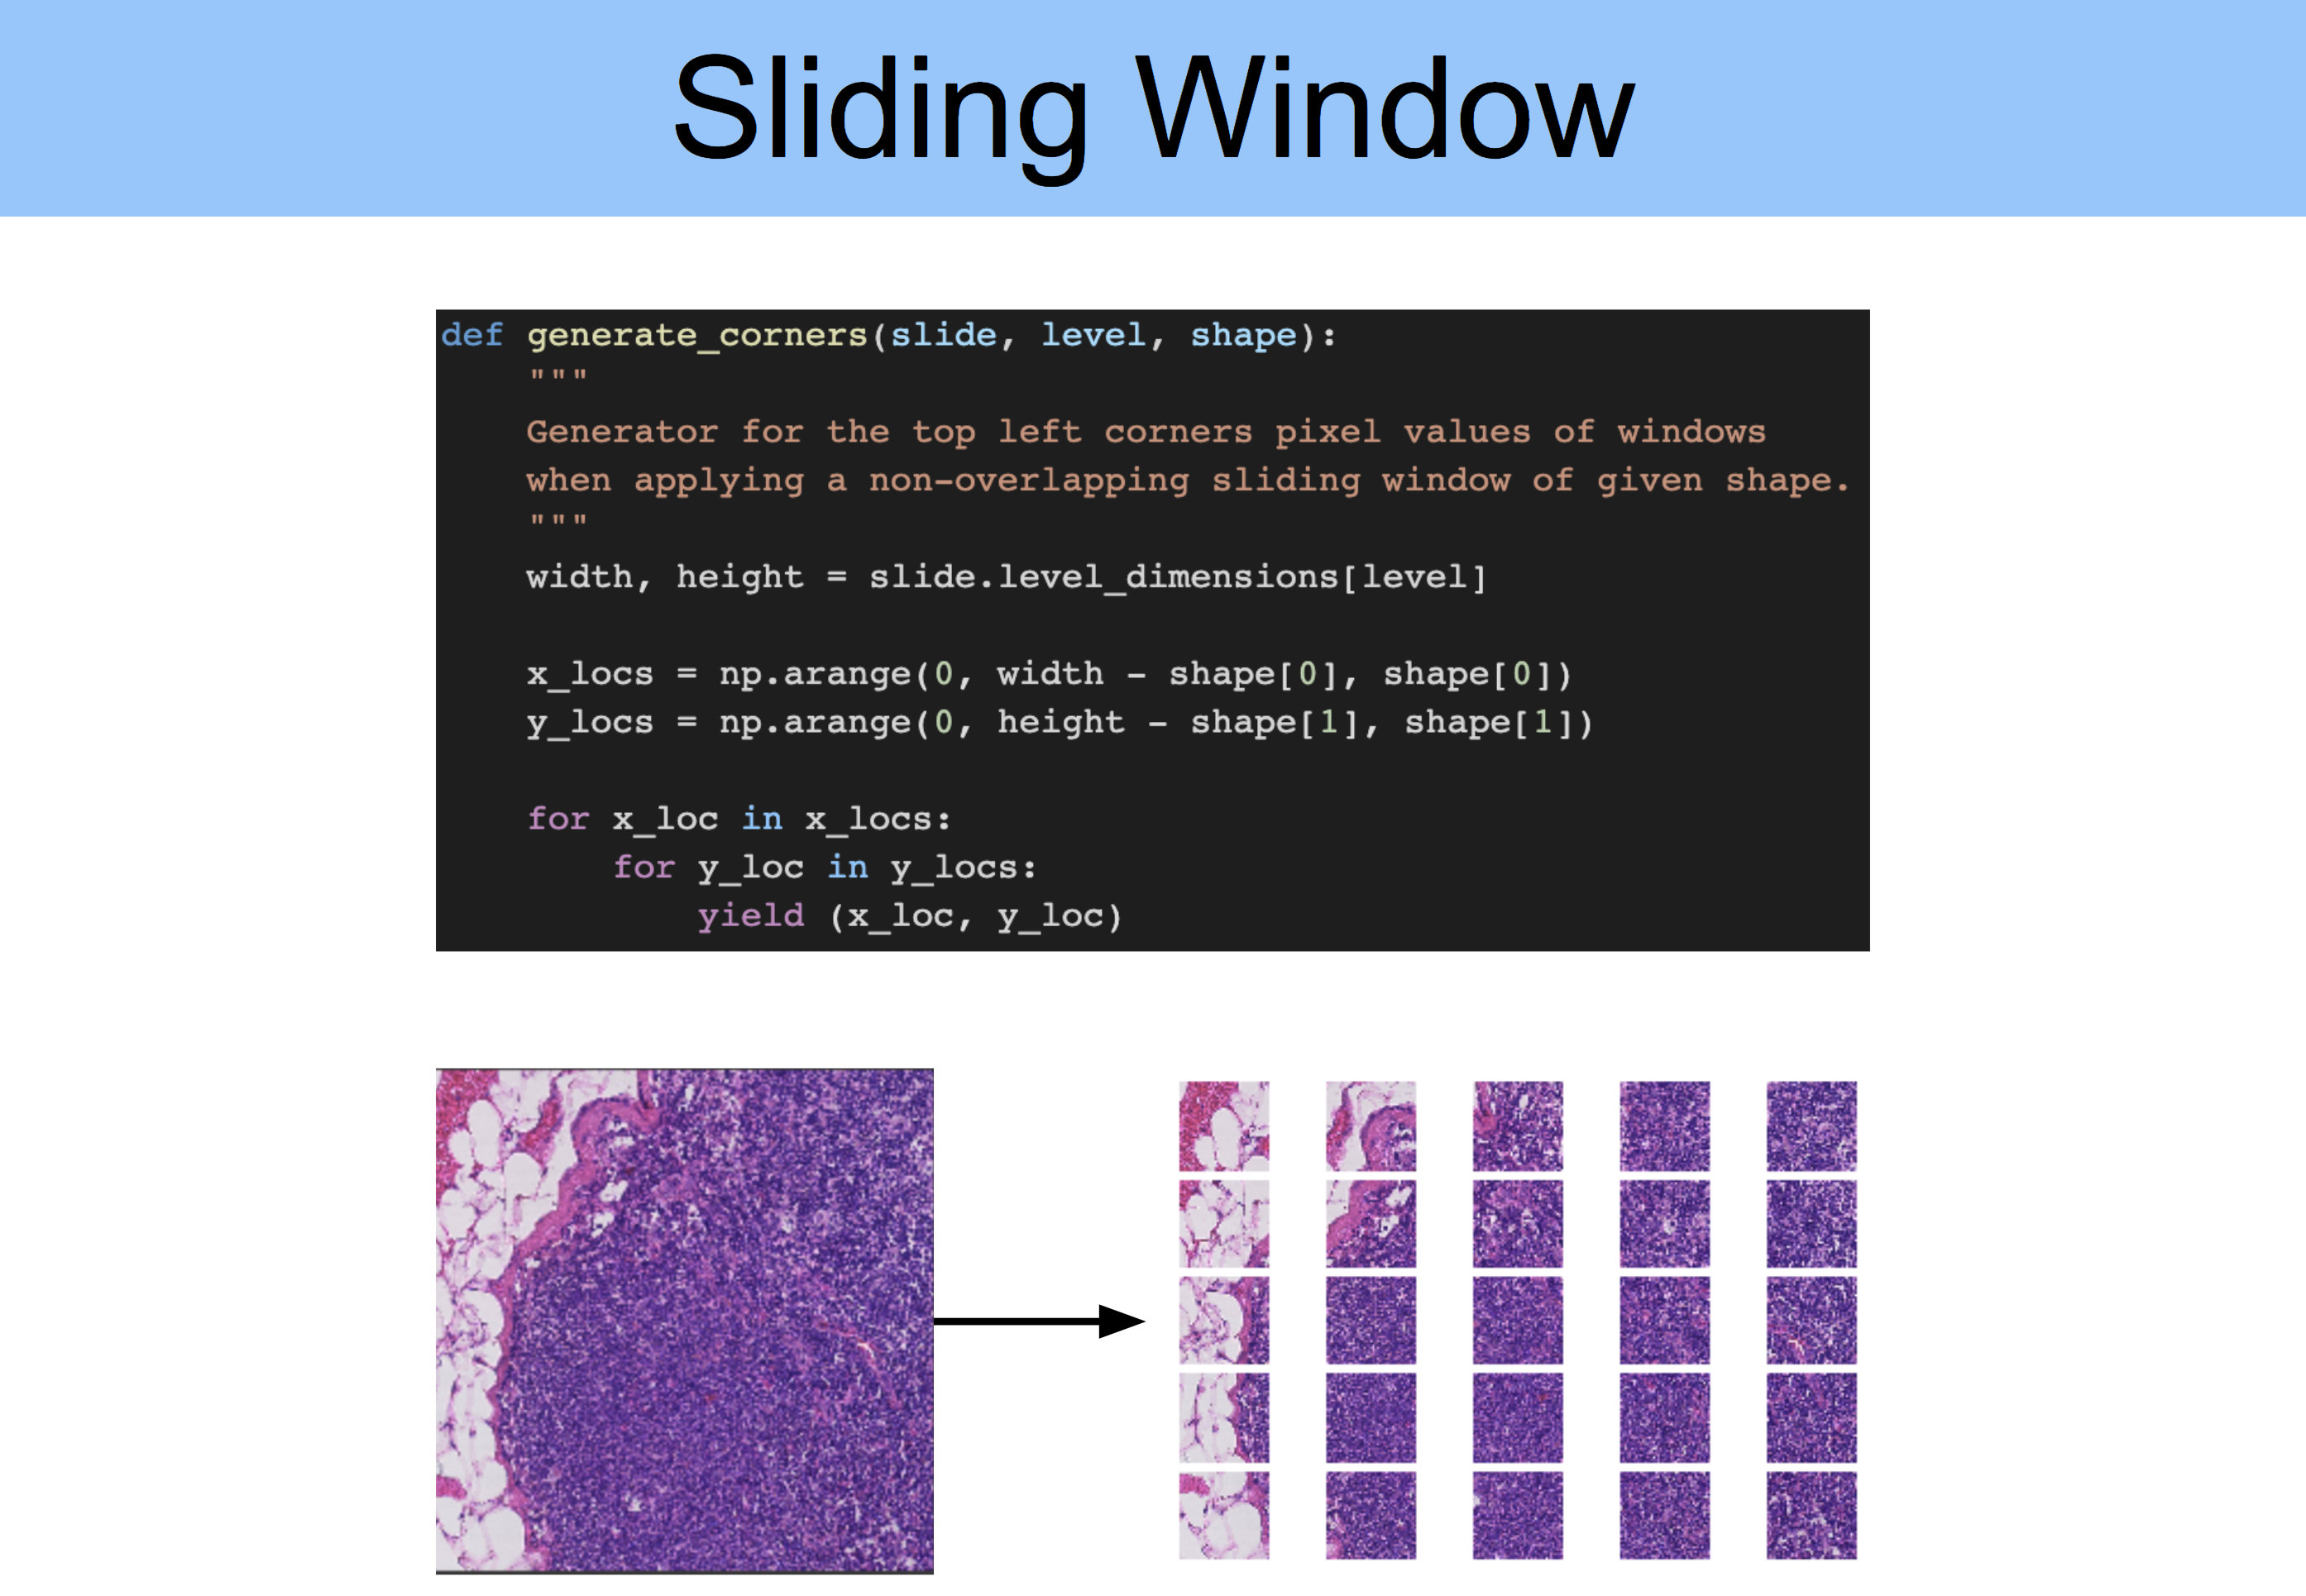 Sliding Window
def generate_corners(slide, level, shape):
    """
    Generator for the top left corners pixel values of windows
    when applying a non-overlapping sliding window of given shape.
    """
    width, height = slide.level_dimensions[level]
    x_locs = np.arange(0, width - shape[0], shape[0])
    y_locs = np.arange(0, height - shape[1], shape[1])
    for x_loc in x_locs:
        for y_loc in y_locs:
            yield (x_loc, y_loc)